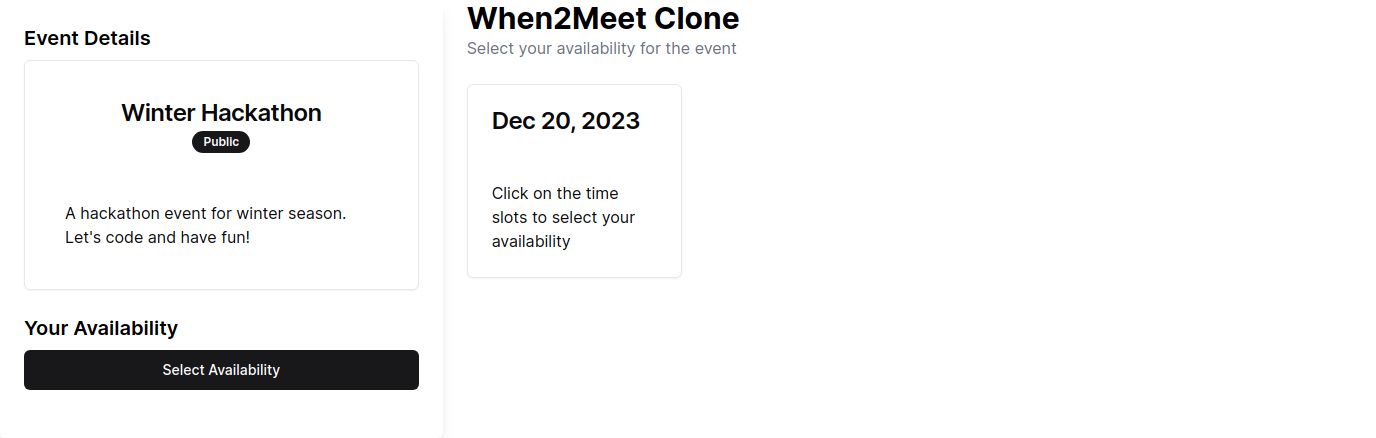 Event Details
Winter Hackathon
Public
A hackathon event for winter season.
Let's code and have fun!
Your Availability
Select Availability
When2Meet Clone
Select your availability for the event
Dec 20, 2023
Click on the time
slots to select your
availability